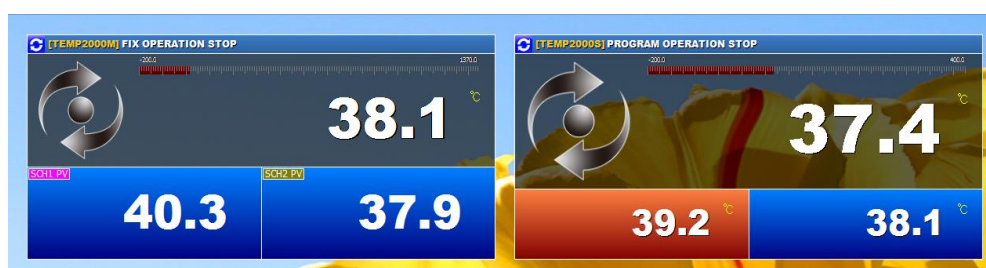 [TEMP2000M] FIX OPERATION STOP
-200.0 1370.0
38.1 ℃
SCH1 PV SCH2 PV
40.3 37.9
[TEMP2000S] PROGRAM OPERATION STOP
-200.0 400.0
37.4 ℃
39.2 ℃ 38.1 ℃